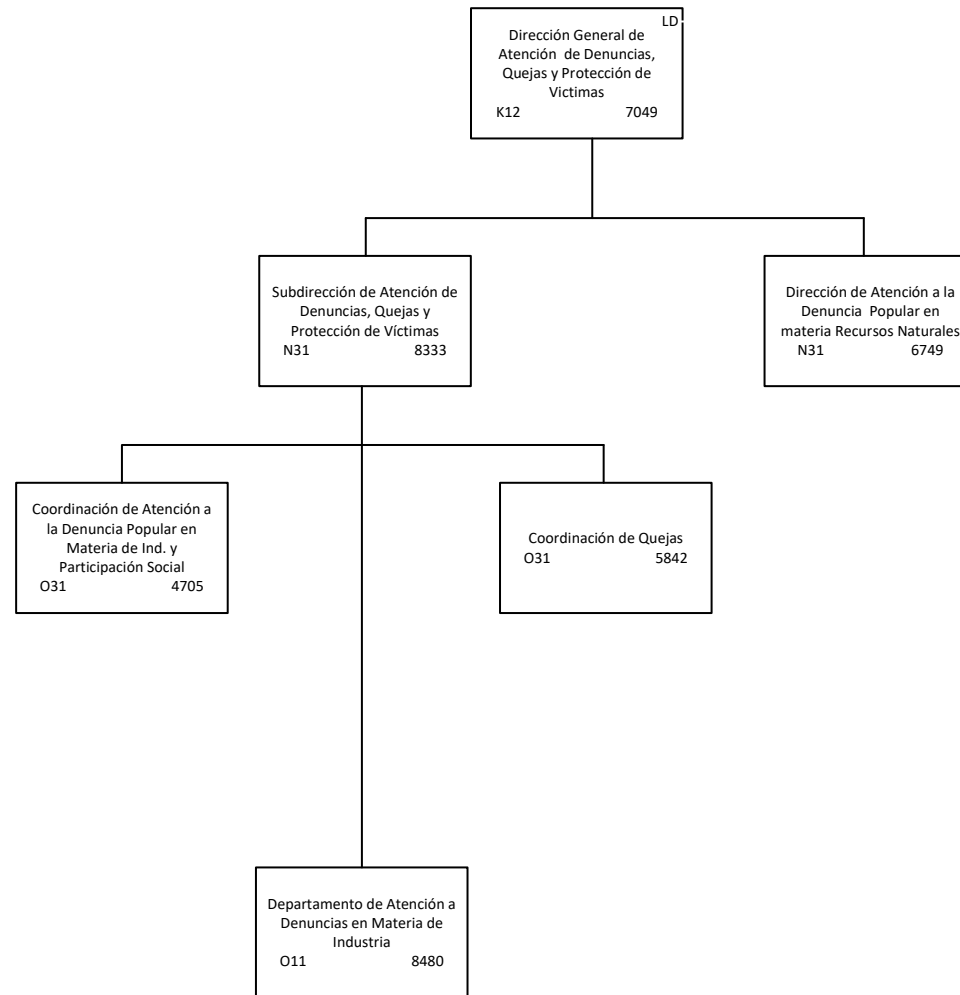 LD
Dirección General de
Atención de Denuncias,
Quejas y Protección de
Victimas
K12 7049
Subdirección de Atención de
Denuncias, Quejas y
Protección de Víctimas
N31 8333
Dirección de Atención a la
Denuncia Popular en
materia Recursos Naturales
N31 6749
Coordinación de Atención a
la Denuncia Popular en
Materia de Ind. y
Participación Social
O31 4705
Coordinación de Quejas
O31 5842
Departamento de Atención a
Denuncias en Materia de
Industria
O11 8480